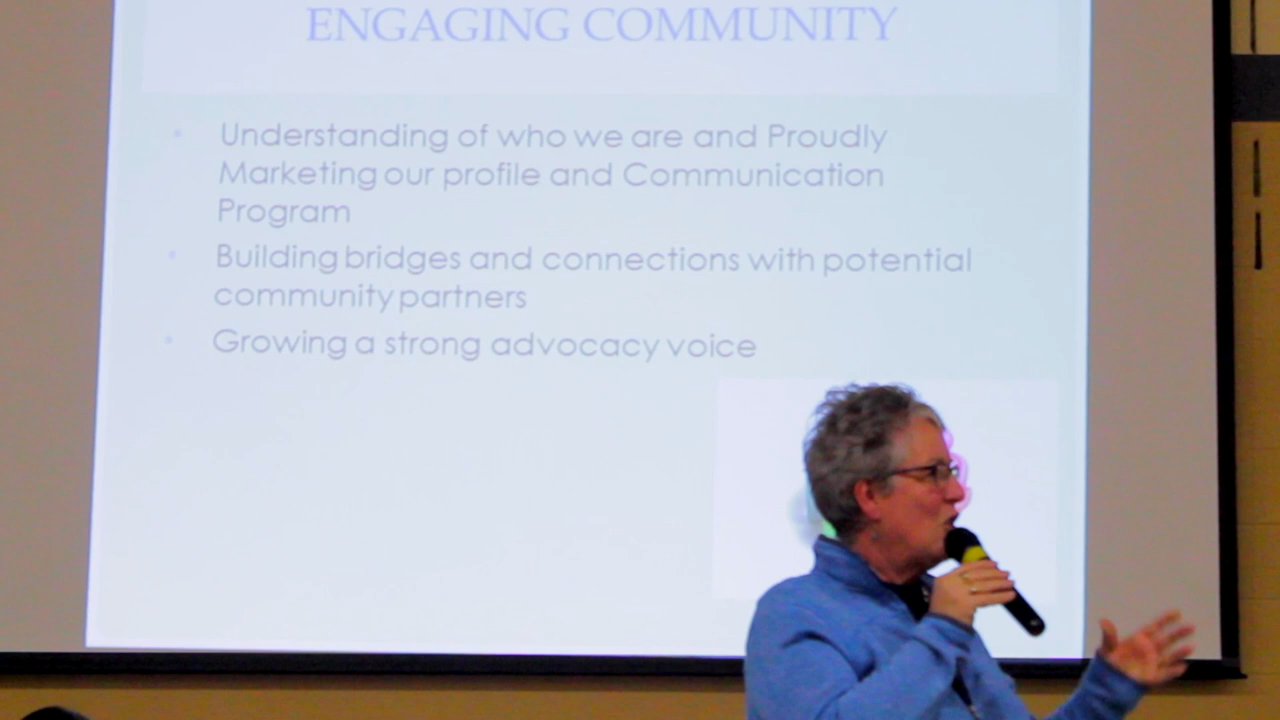 ENGAGING COMMUNITY
Understanding of who we are and Proudly
Marketing our profile and Communication
Program
Building bridges and connections with potential
community partners
Growing a strong advocacy voice